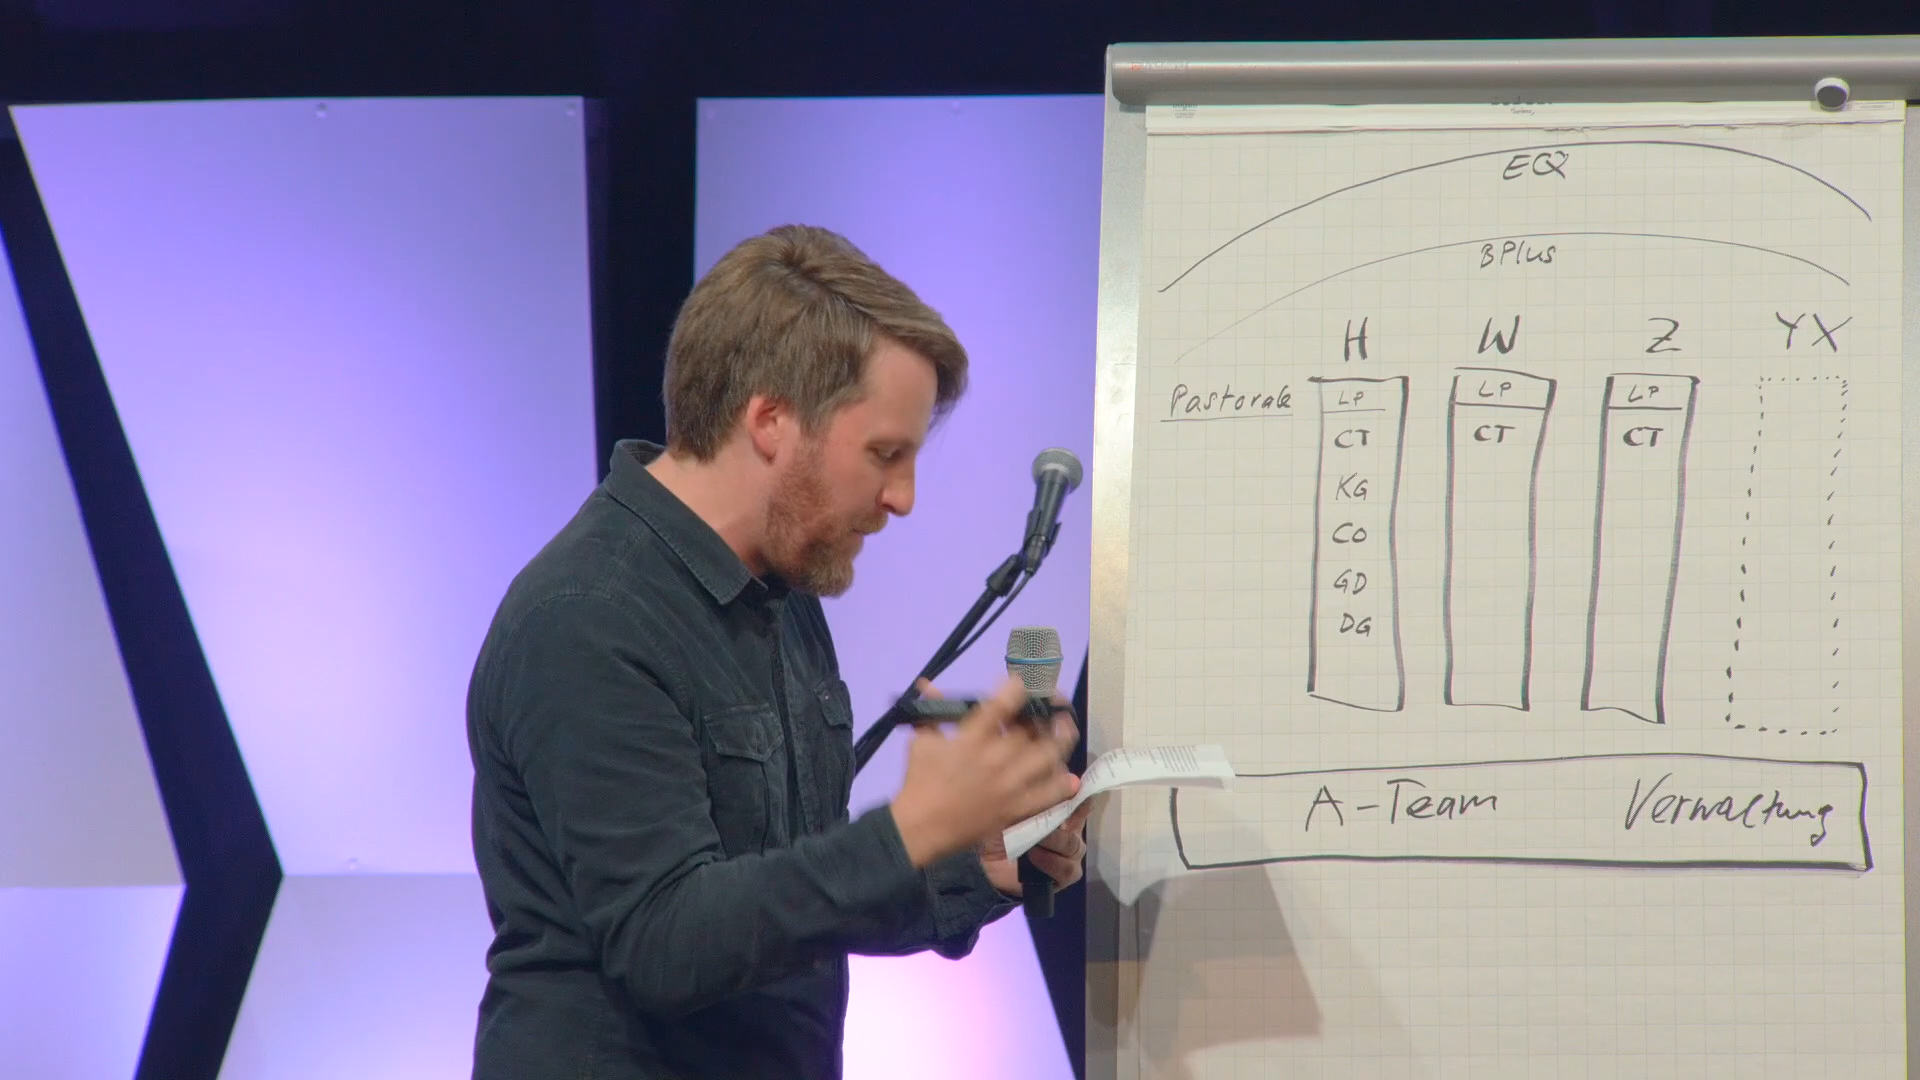 EQ
BPlus
H W Z YX
Pastorale LP LP LP
CT CT CT
KG
CO
GD
DG
A-Team Verwaltung